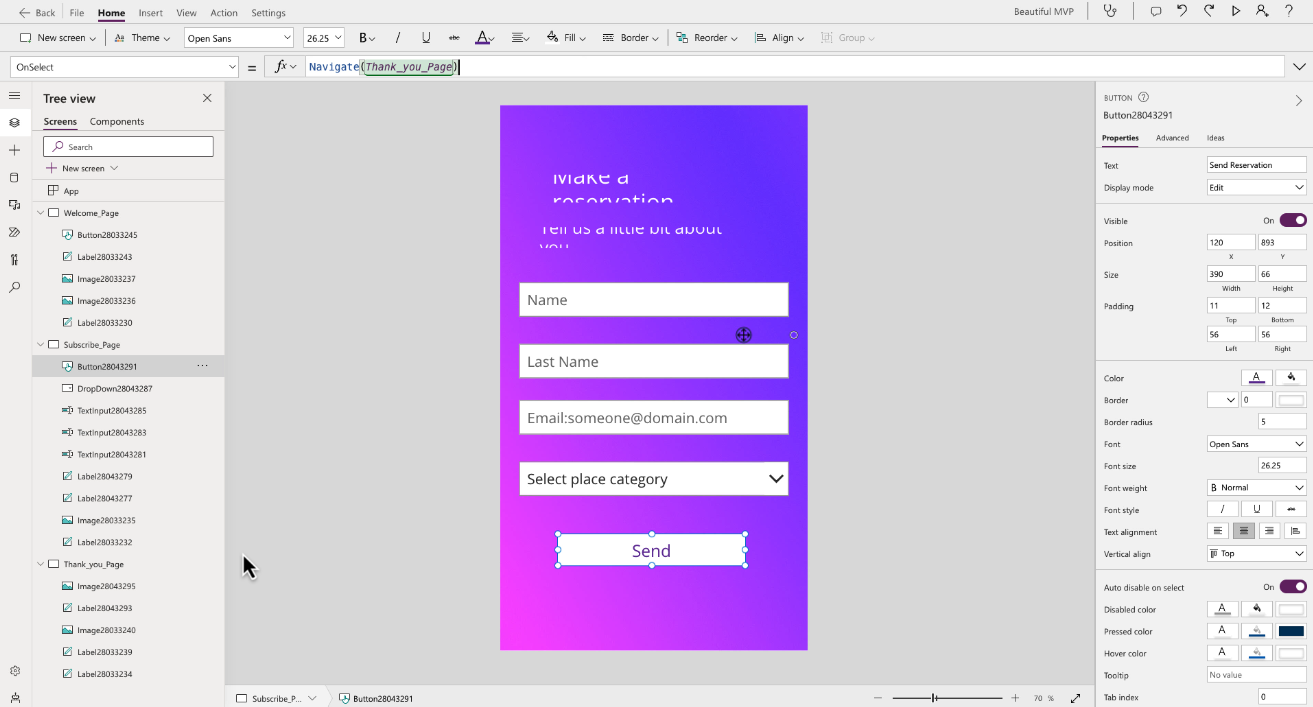 Back File Home Insert View Action Settings Beautiful MVP
New screen Theme Open Sans 26.25 B / U abc A Fill Border Reorder Align Group
OnSelect = fx Navigate(Thank_you_Page)
Tree view
Screens Components
Search
New screen
App
Welcome_Page
Button28033245
Label28033243
Image28033237
Image28033236
Label28033230
Subscribe_Page
Button28043291 ...
DropDown28043287
TextInput28043285
TextInput28043283
TextInput28043281
Label28043279
Label28043277
Image28033235
Label28033232
Thank_you_Page
Image28043295
Label28043293
Image28033240
Label28033239
Label28033234
Make a
reservation
Tell us a little bit about
you
Name
Last Name
Email:someone@domain.com
Select place category
Send
Subscribe_P... Button28043291
70 %
BUTTON ?
Button28043291
Properties Advanced Ideas
Text Send Reservation
Display mode Edit
Visible On
Position 120 893
X Y
Size 390 66
Width Height
Padding 11 12
Top Bottom
56 56
Left Right
Color A
Border 0
Border radius 5
Font Open Sans
Font size 26.25
Font weight B Normal
Font style / U abc
Text alignment
Vertical align Top
Auto disable on select On
Disabled color A
Pressed color A
Hover color A
Tooltip No value
Tab index 0